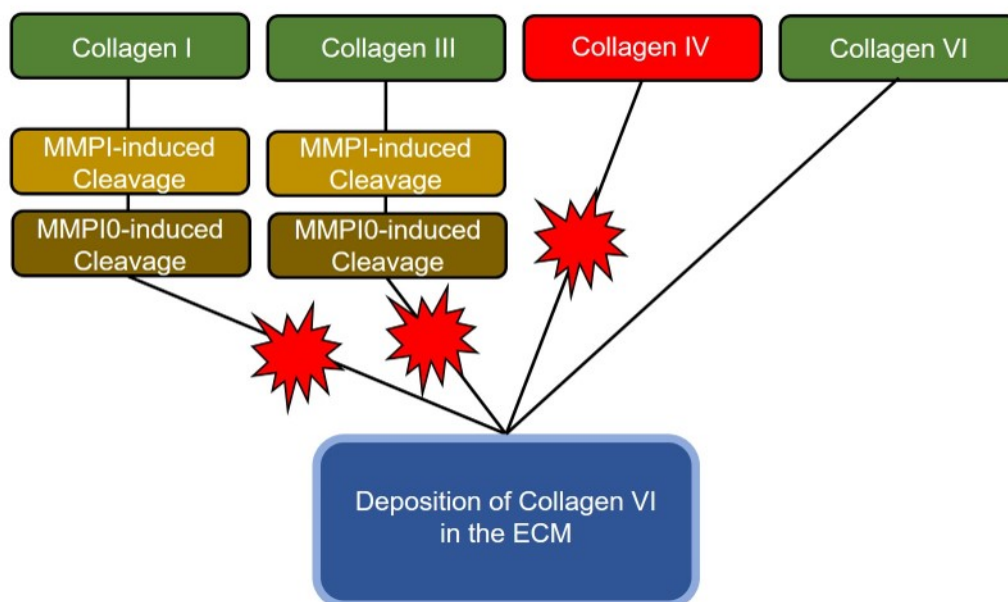 Collagen I
Collagen III
Collagen IV
Collagen VI
MMPI-induced
Cleavage
MMPI-induced
Cleavage
MMPI0-induced
Cleavage
MMPI0-induced
Cleavage
Deposition of Collagen VI
in the ECM